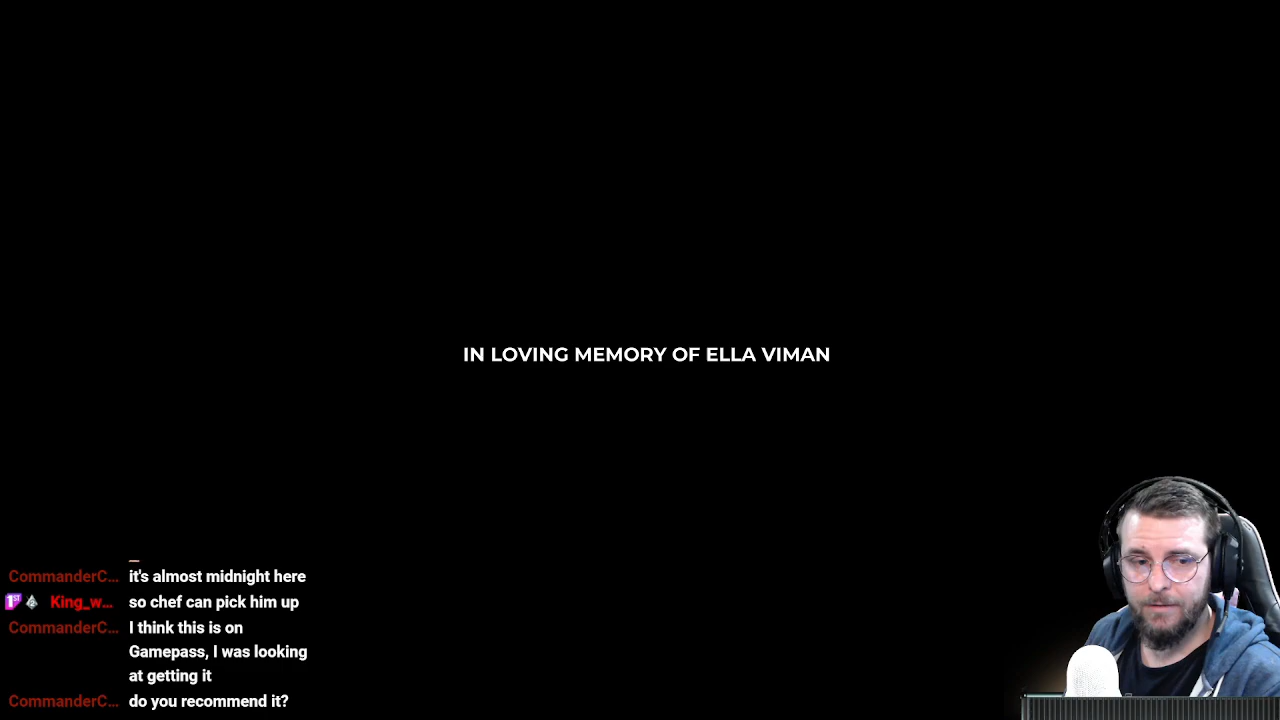 IN LOVING MEMORY OF ELLA VIMAN
CommanderC... it's almost midnight here
1ST King_w... so chef can pick him up
CommanderC... I think this is on
Gamepass, I was looking
at getting it
CommanderC... do you recommend it?